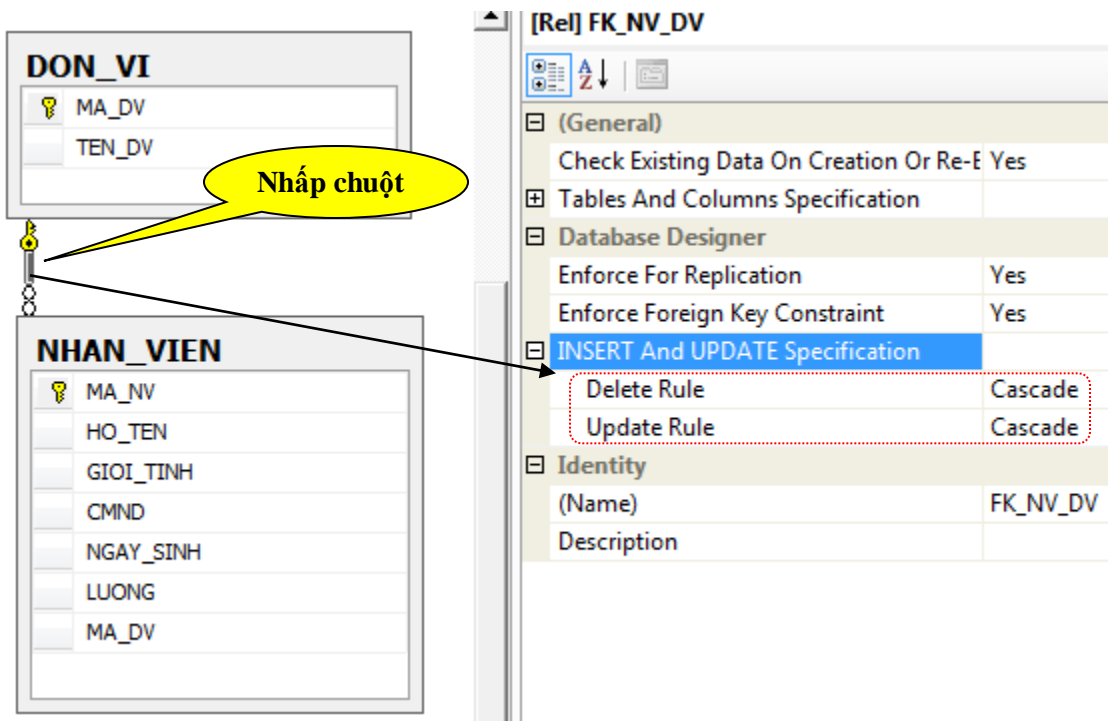 DON_VI
MA_DV
TEN_DV
Nhấp chuột
NHAN_VIEN
MA_NV
HO_TEN
GIOI_TINH
CMND
NGAY_SINH
LUONG
MA_DV
[Rel] FK_NV_DV
A
Z
(General)
Check Existing Data On Creation Or Re-E Yes
Tables And Columns Specification
Database Designer
Enforce For Replication Yes
Enforce Foreign Key Constraint Yes
INSERT And UPDATE Specification
Delete Rule Cascade
Update Rule Cascade
Identity
(Name) FK_NV_DV
Description